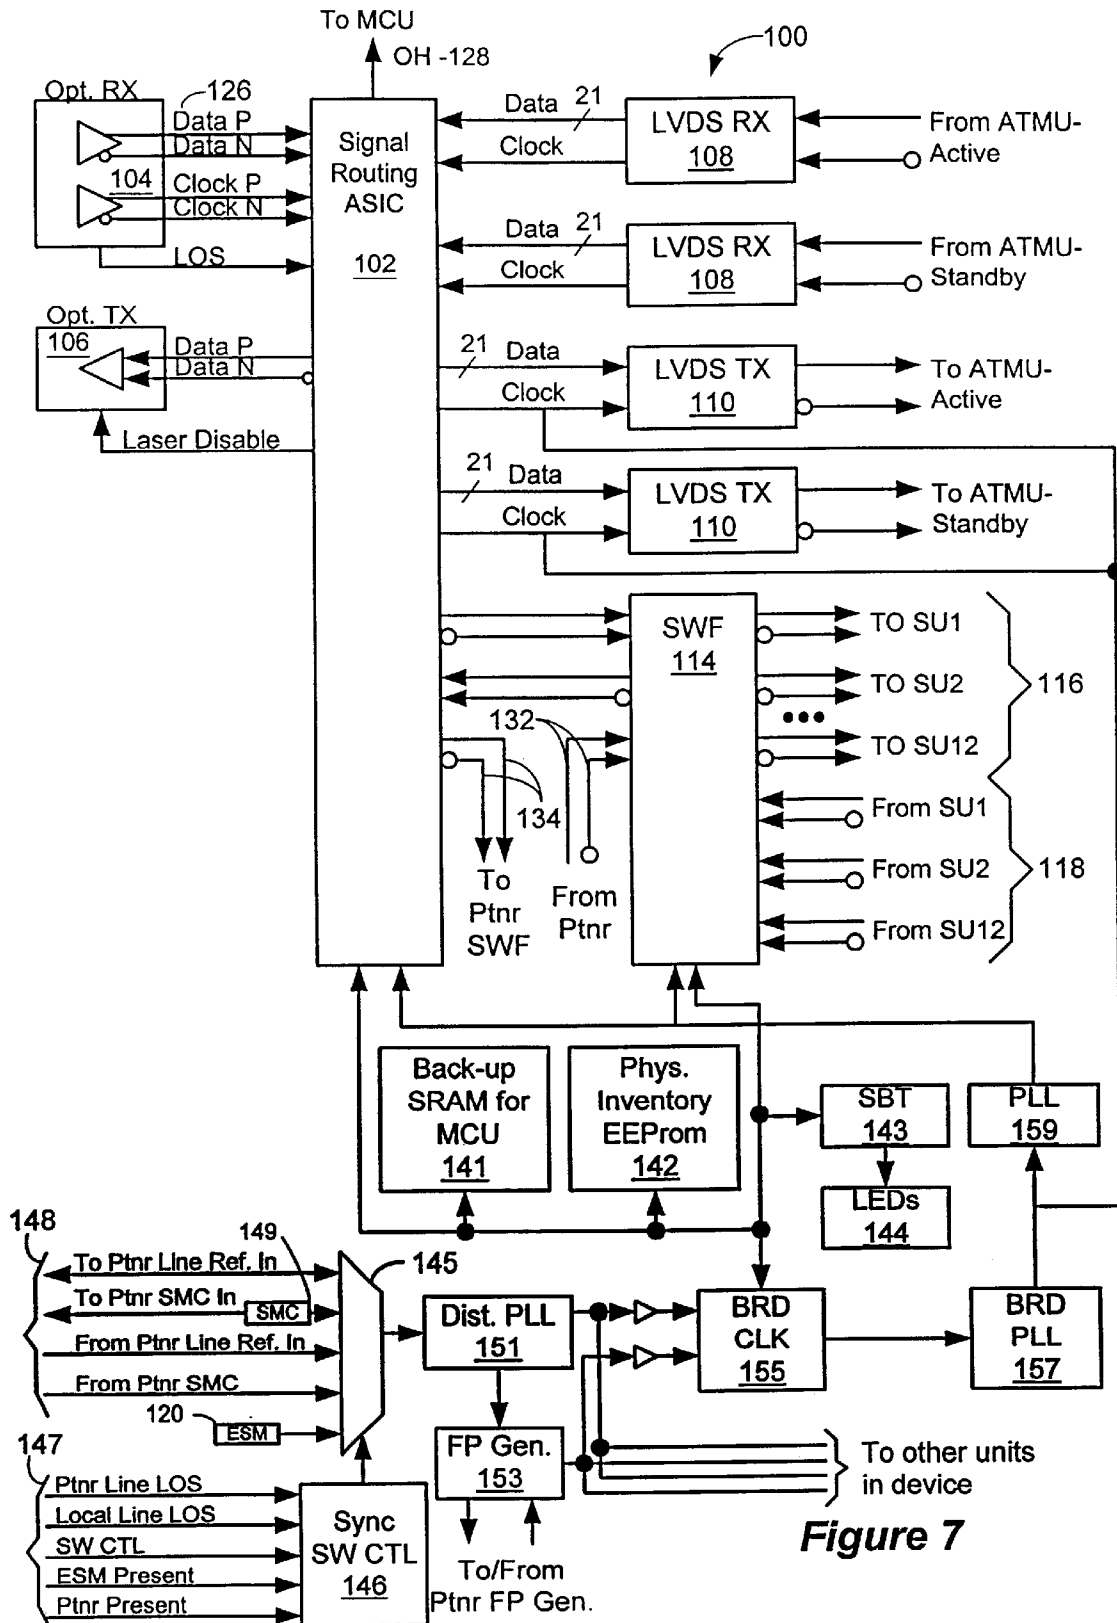 To MCU
OH -128
100
Opt. RX
126
Data P
Data N
104
Clock P
Clock N
LOS
Signal
Routing
ASIC
102
Data
21
Clock
LVDS RX
108
From ATMU-
Active
Data
21
Clock
LVDS RX
108
From ATMU-
Standby
Opt. TX
106
Data P
Data N
Laser Disable
21
Data
Clock
LVDS TX
110
To ATMU-
Active
21
Data
Clock
LVDS TX
110
To ATMU-
Standby
SWF
114
TO SU1
TO SU2
TO SU12
116
From SU1
From SU2
From SU12
118
132
134
To
Ptnr
SWF
From
Ptnr
Back-up
SRAM for
MCU
141
Phys.
Inventory
EEProm
142
SBT
143
LEDs
144
PLL
159
148
To Ptnr Line Ref. In
149
To Ptnr SMC In
SMC
From Ptnr Line Ref. In
From Ptnr SMC
120
ESM
145
Dist. PLL
151
BRD
CLK
155
BRD
PLL
157
FP Gen.
153
To other units
in device
147
Ptnr Line LOS
Local Line LOS
SW CTL
ESM Present
Ptnr Present
Sync
SW CTL
146
To/From
Ptnr FP Gen.
Figure 7